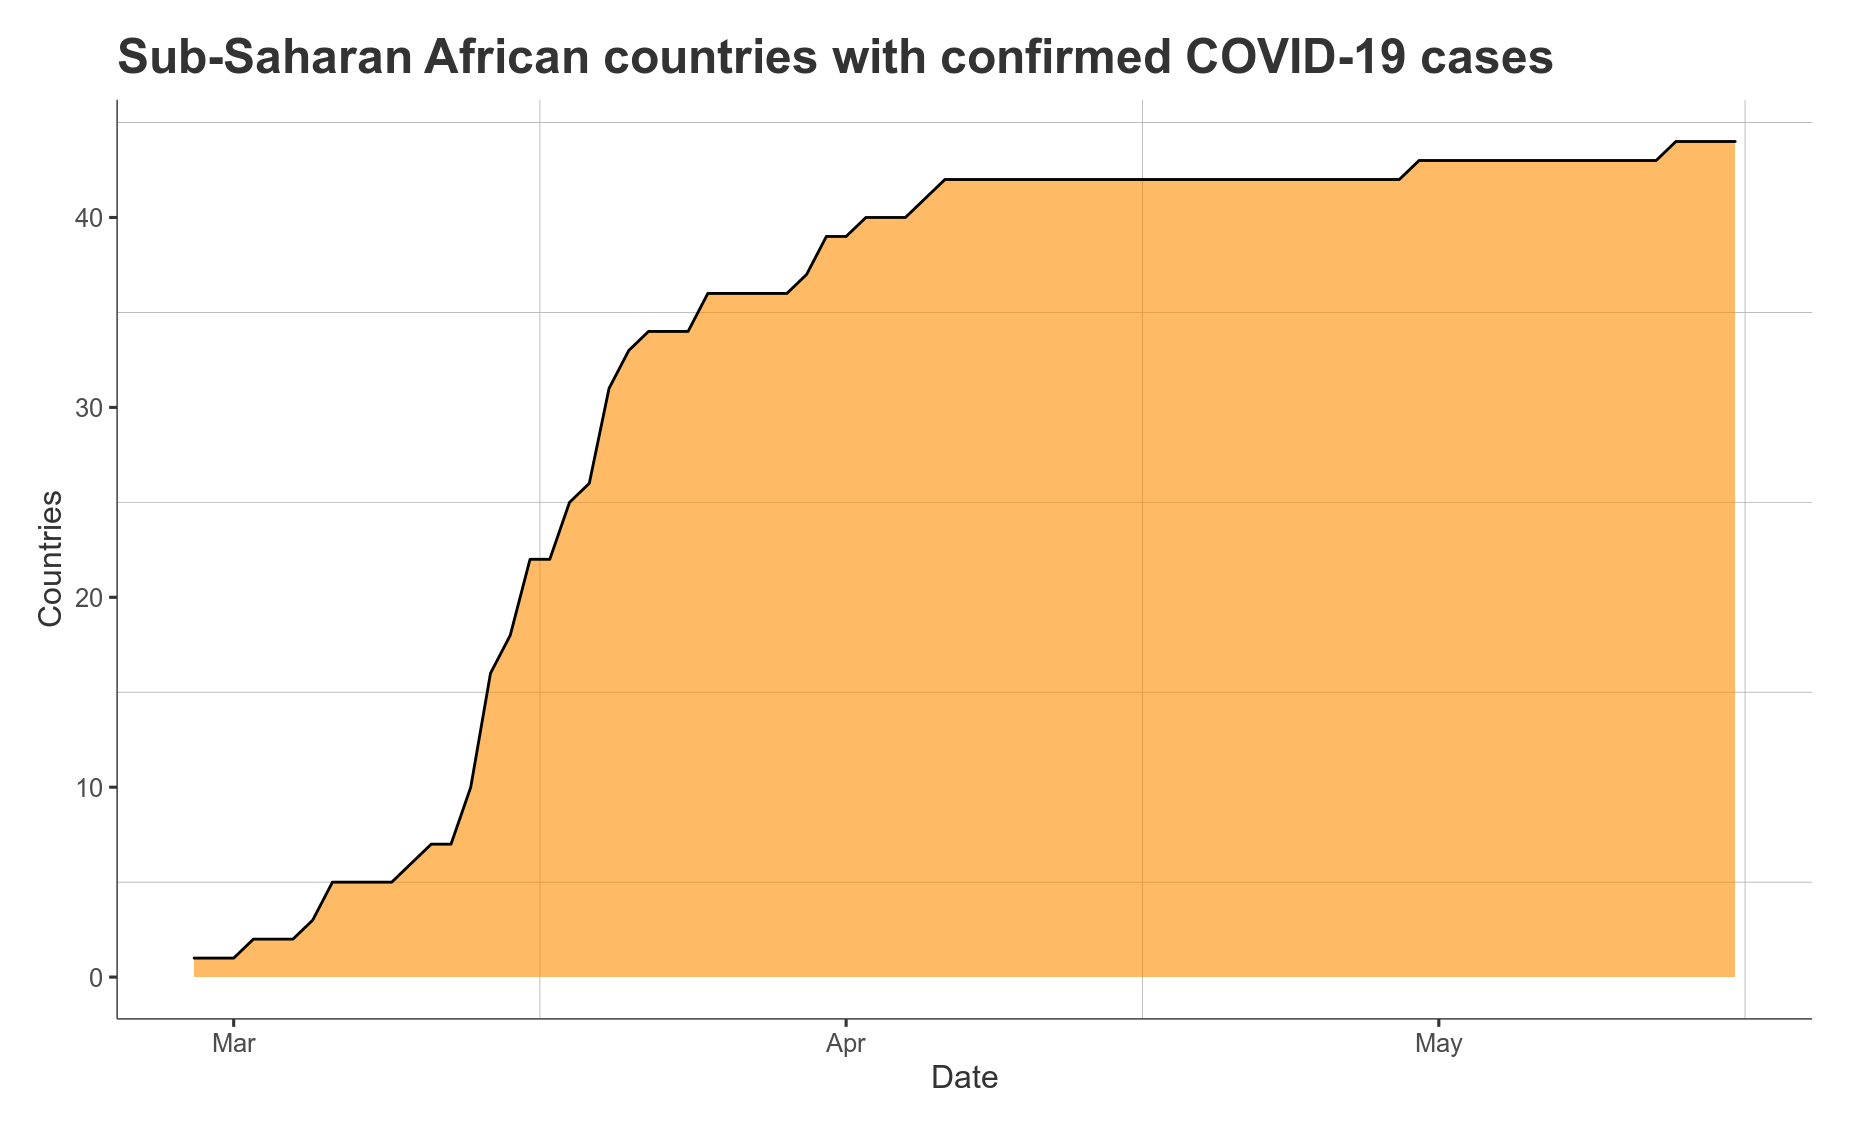 Sub-Saharan African countries with confirmed COVID-19 cases
Countries
40
30
20
10
0
Mar Apr May
Date